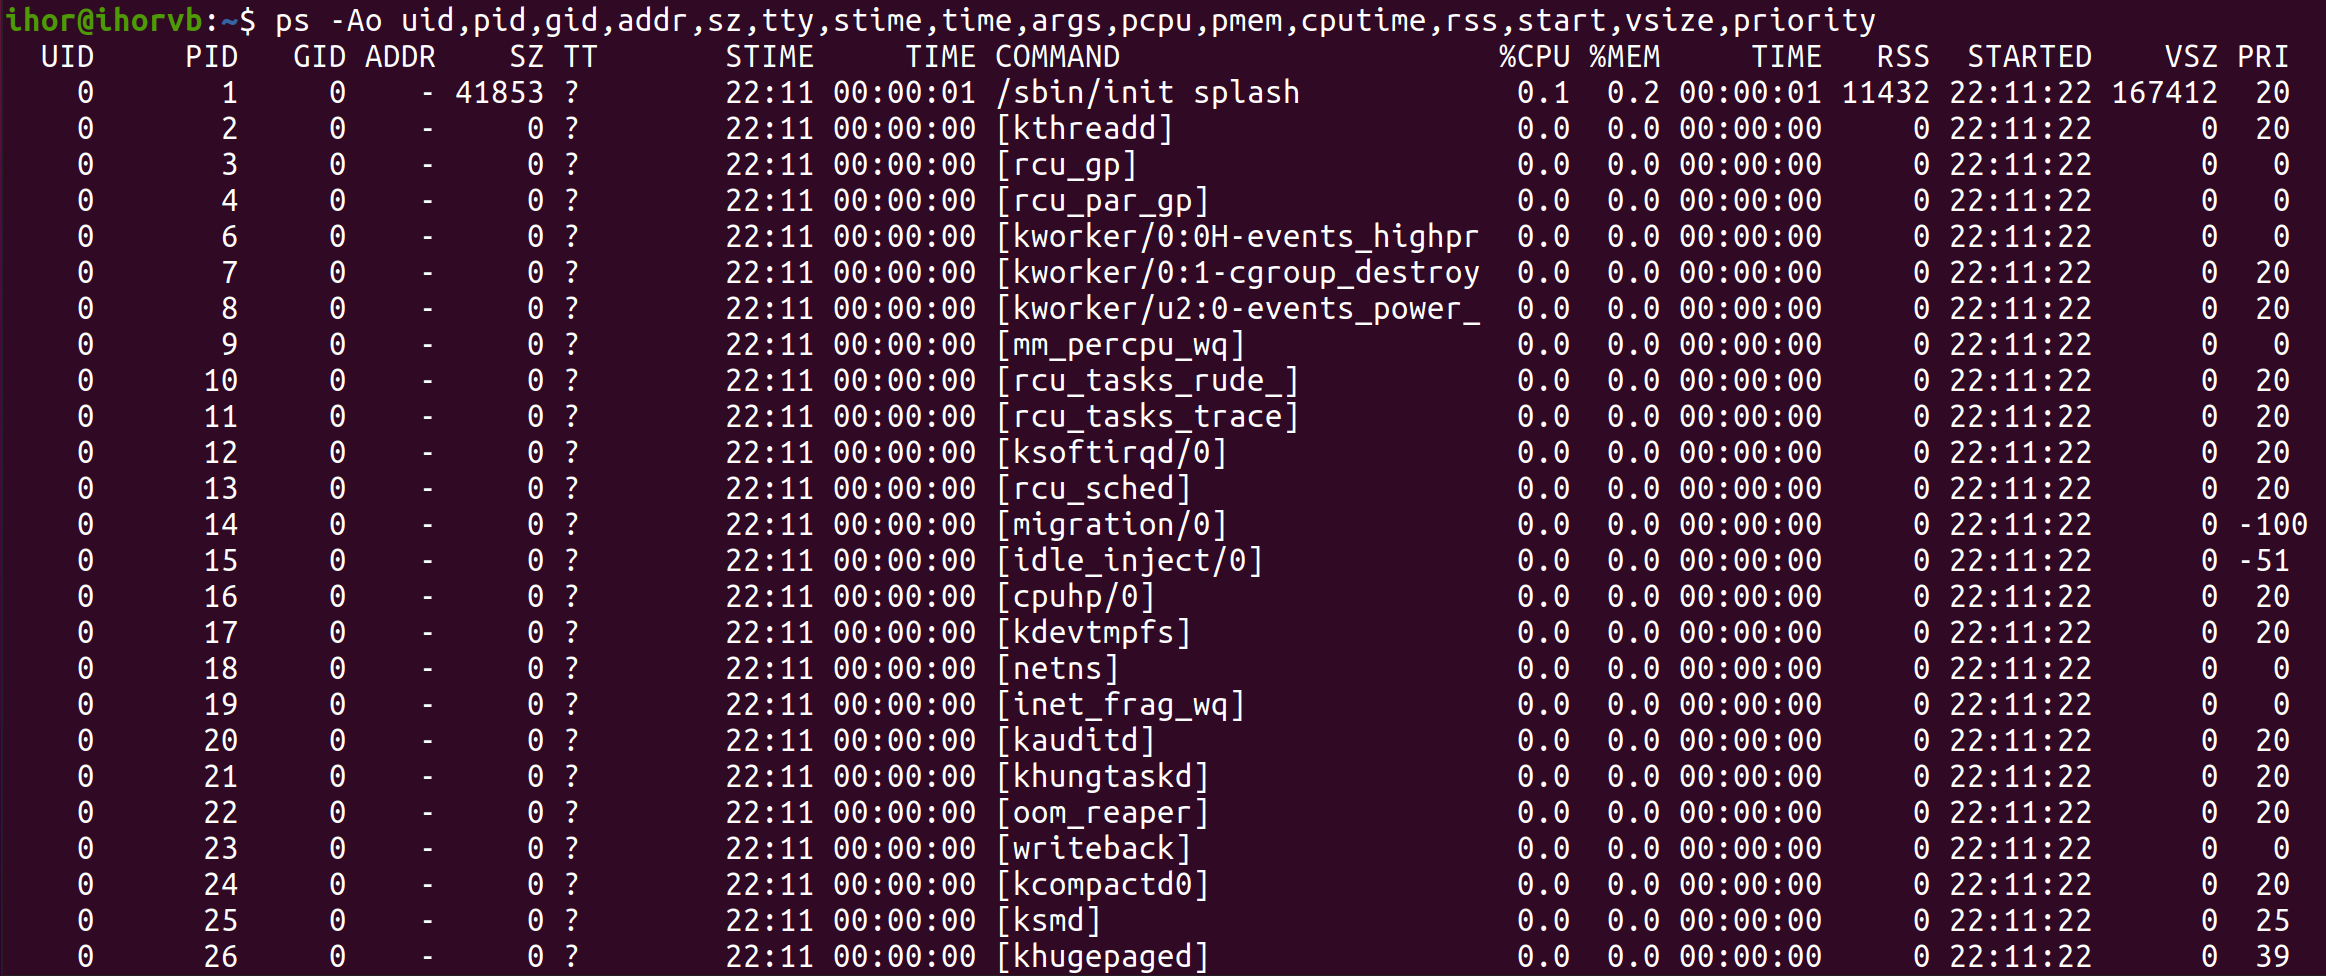 ihor@ihorvb:~$ ps -Ao uid,pid,gid,addr,sz,tty,stime,time,args,pcpu,pmem,cputime,rss,start,vsize,priority
UID PID GID ADDR SZ TT STIME TIME COMMAND %CPU %MEM TIME RSS STARTED VSZ PRI
0 1 0 - 41853 ? 22:11 00:00:01 /sbin/init splash 0.1 0.2 00:00:01 11432 22:11:22 167412 20
0 2 0 - 0 ? 22:11 00:00:00 [kthreadd] 0.0 0.0 00:00:00 0 22:11:22 0 20
0 3 0 - 0 ? 22:11 00:00:00 [rcu_gp] 0.0 0.0 00:00:00 0 22:11:22 0 0
0 4 0 - 0 ? 22:11 00:00:00 [rcu_par_gp] 0.0 0.0 00:00:00 0 22:11:22 0 0
0 6 0 - 0 ? 22:11 00:00:00 [kworker/0:0H-events_highpr 0.0 0.0 00:00:00 0 22:11:22 0 0
0 7 0 - 0 ? 22:11 00:00:00 [kworker/0:1-cgroup_destroy 0.0 0.0 00:00:00 0 22:11:22 0 20
0 8 0 - 0 ? 22:11 00:00:00 [kworker/u2:0-events_power_ 0.0 0.0 00:00:00 0 22:11:22 0 20
0 9 0 - 0 ? 22:11 00:00:00 [mm_percpu_wq] 0.0 0.0 00:00:00 0 22:11:22 0 0
0 10 0 - 0 ? 22:11 00:00:00 [rcu_tasks_rude_] 0.0 0.0 00:00:00 0 22:11:22 0 20
0 11 0 - 0 ? 22:11 00:00:00 [rcu_tasks_trace] 0.0 0.0 00:00:00 0 22:11:22 0 20
0 12 0 - 0 ? 22:11 00:00:00 [ksoftirqd/0] 0.0 0.0 00:00:00 0 22:11:22 0 20
0 13 0 - 0 ? 22:11 00:00:00 [rcu_sched] 0.0 0.0 00:00:00 0 22:11:22 0 20
0 14 0 - 0 ? 22:11 00:00:00 [migration/0] 0.0 0.0 00:00:00 0 22:11:22 0 -100
0 15 0 - 0 ? 22:11 00:00:00 [idle_inject/0] 0.0 0.0 00:00:00 0 22:11:22 0 -51
0 16 0 - 0 ? 22:11 00:00:00 [cpuhp/0] 0.0 0.0 00:00:00 0 22:11:22 0 20
0 17 0 - 0 ? 22:11 00:00:00 [kdevtmpfs] 0.0 0.0 00:00:00 0 22:11:22 0 20
0 18 0 - 0 ? 22:11 00:00:00 [netns] 0.0 0.0 00:00:00 0 22:11:22 0 0
0 19 0 - 0 ? 22:11 00:00:00 [inet_frag_wq] 0.0 0.0 00:00:00 0 22:11:22 0 0
0 20 0 - 0 ? 22:11 00:00:00 [kauditd] 0.0 0.0 00:00:00 0 22:11:22 0 20
0 21 0 - 0 ? 22:11 00:00:00 [khungtaskd] 0.0 0.0 00:00:00 0 22:11:22 0 20
0 22 0 - 0 ? 22:11 00:00:00 [oom_reaper] 0.0 0.0 00:00:00 0 22:11:22 0 20
0 23 0 - 0 ? 22:11 00:00:00 [writeback] 0.0 0.0 00:00:00 0 22:11:22 0 0
0 24 0 - 0 ? 22:11 00:00:00 [kcompactd0] 0.0 0.0 00:00:00 0 22:11:22 0 20
0 25 0 - 0 ? 22:11 00:00:00 [ksmd] 0.0 0.0 00:00:00 0 22:11:22 0 25
0 26 0 - 0 ? 22:11 00:00:00 [khugepaged] 0.0 0.0 00:00:00 0 22:11:22 0 39